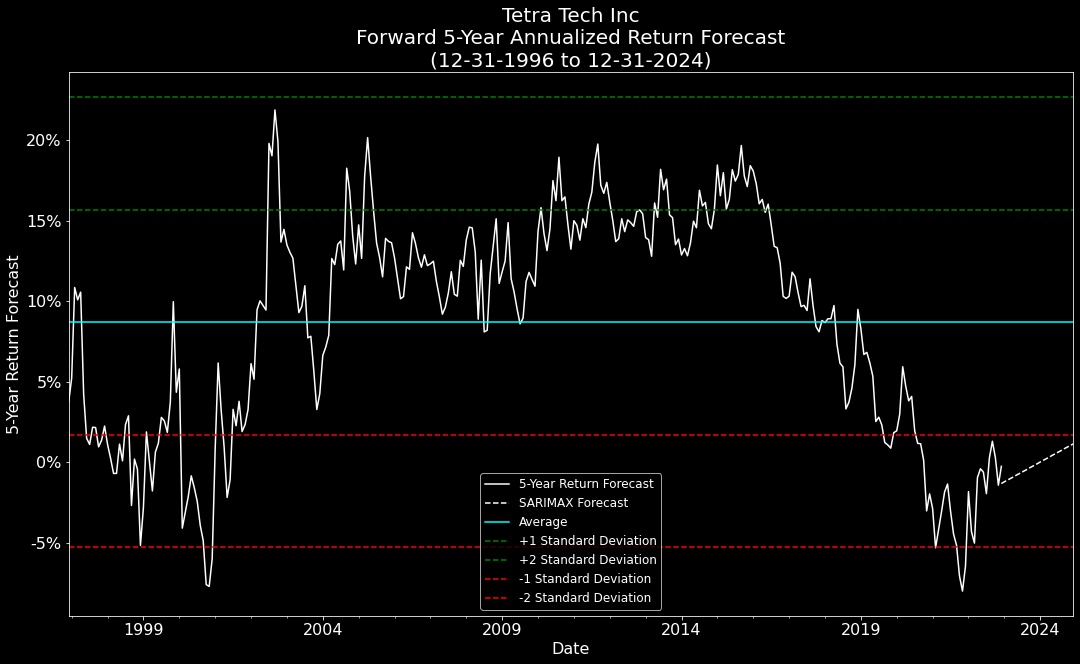 Tetra Tech Inc
Forward 5-Year Annualized Return Forecast
(12-31-1996 to 12-31-2024)
5-Year Return Forecast
20%
15%
10%
5%
0%
-5%
5-Year Return Forecast
SARIMAX Forecast
Average
+1 Standard Deviation
+2 Standard Deviation
-1 Standard Deviation
-2 Standard Deviation
1999
2004
2009
2014
2019
2024
Date